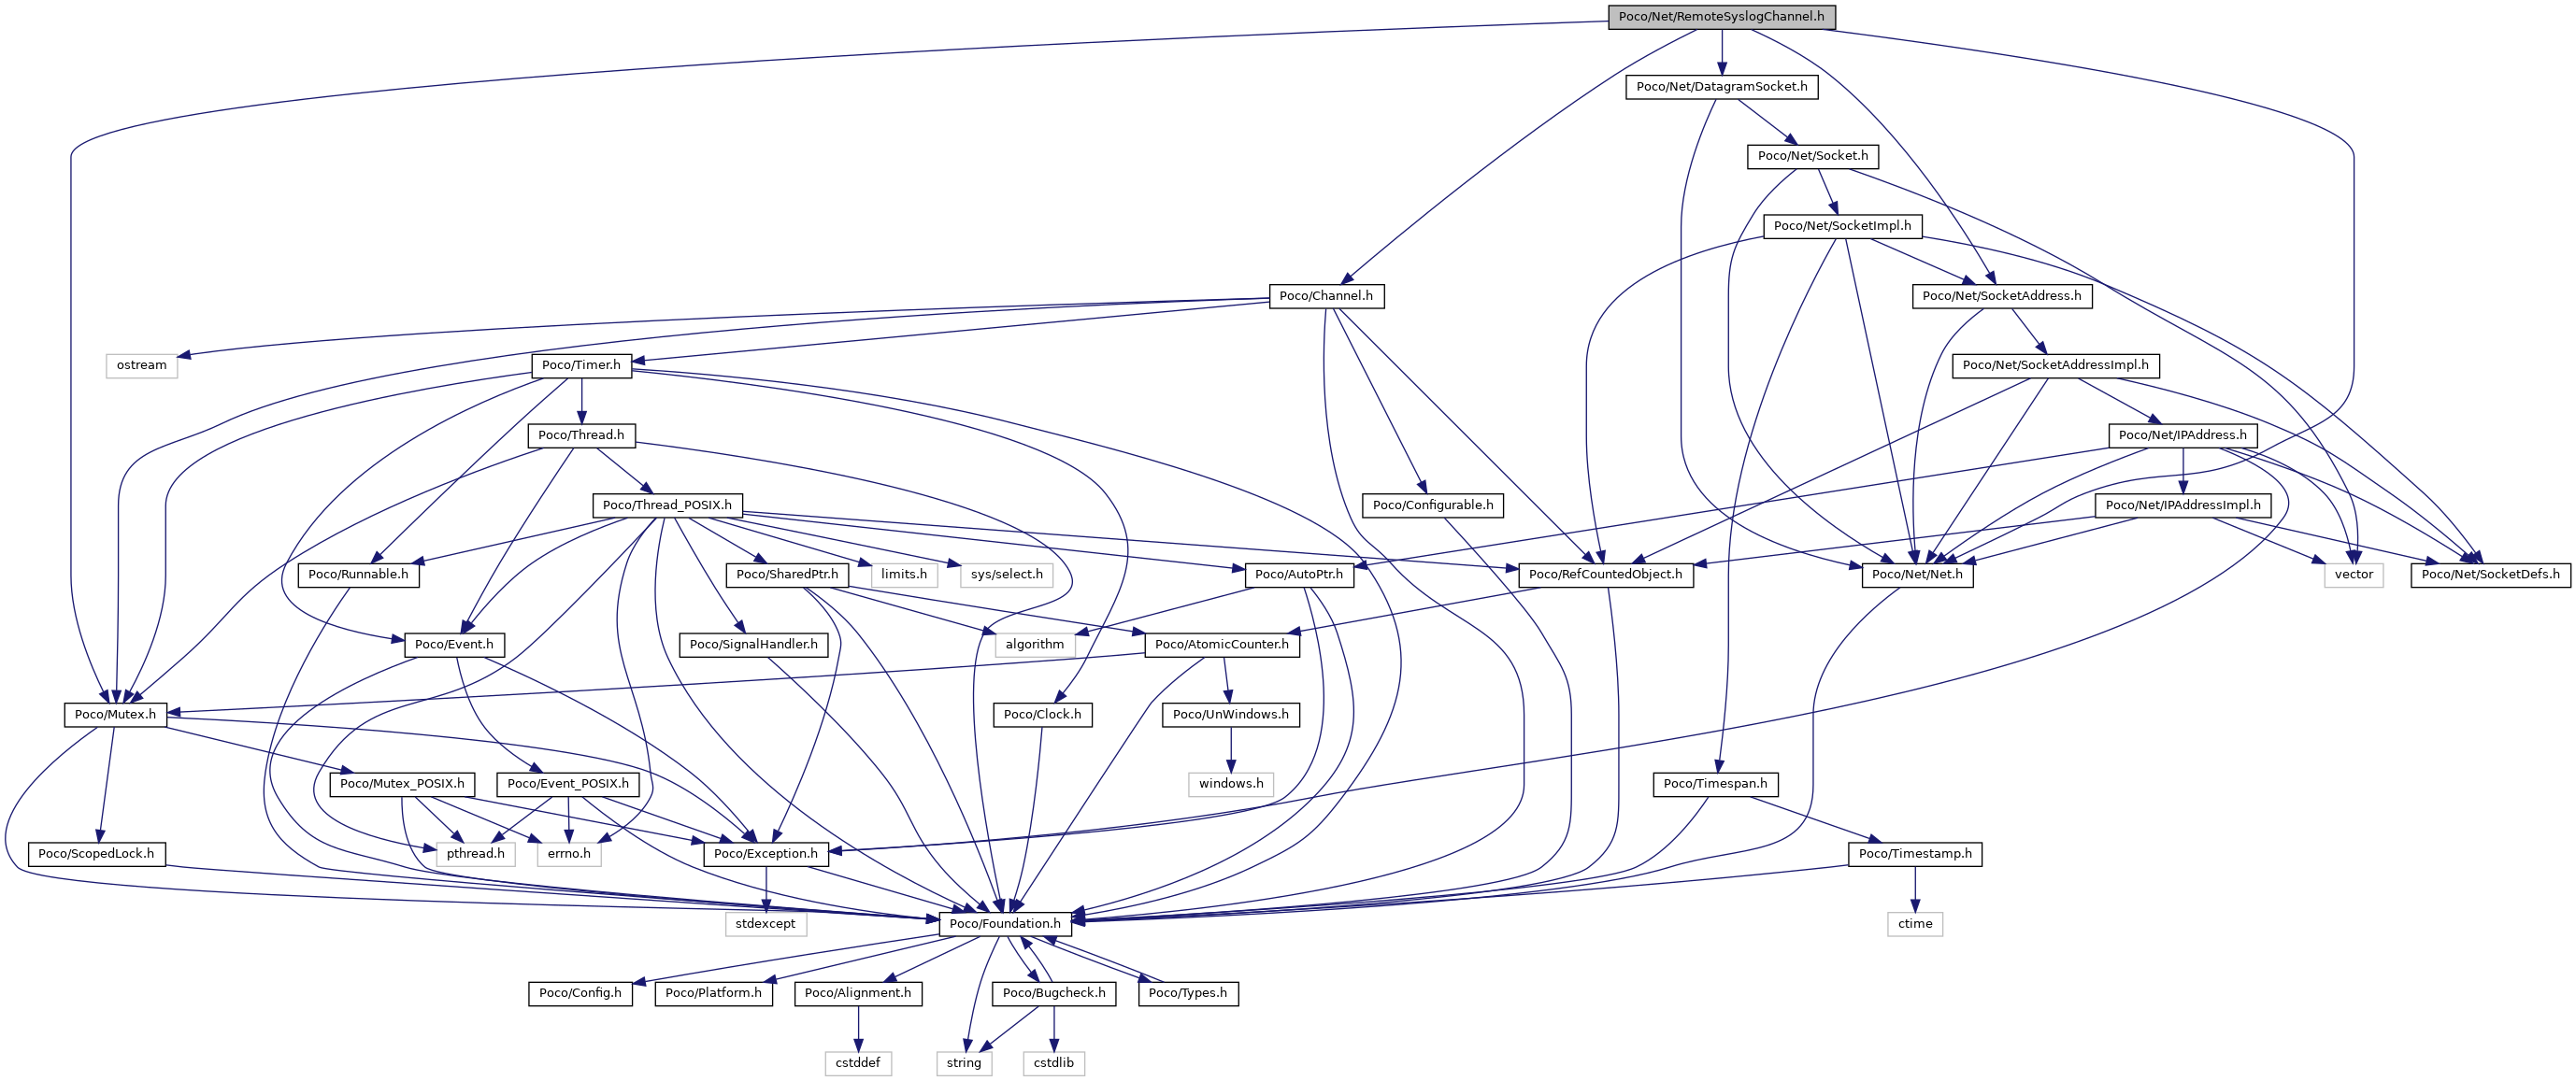 Poco/Net/RemoteSyslogChannel.h
Poco/Net/DatagramSocket.h
Poco/Net/Socket.h
Poco/Net/SocketImpl.h
Poco/Channel.h
Poco/Net/SocketAddress.h
ostream
Poco/Timer.h
Poco/Net/SocketAddressImpl.h
Poco/Thread.h
Poco/Net/IPAddress.h
Poco/Thread_POSIX.h
Poco/Configurable.h
Poco/Net/IPAddressImpl.h
Poco/Runnable.h
Poco/SharedPtr.h
limits.h
sys/select.h
Poco/AutoPtr.h
Poco/RefCountedObject.h
Poco/Net/Net.h
vector
Poco/Net/SocketDefs.h
Poco/Event.h
Poco/SignalHandler.h
algorithm
Poco/AtomicCounter.h
Poco/Mutex.h
Poco/Clock.h
Poco/UnWindows.h
Poco/Mutex_POSIX.h
Poco/Event_POSIX.h
windows.h
Poco/Timespan.h
Poco/ScopedLock.h
pthread.h
errno.h
Poco/Exception.h
Poco/Timestamp.h
stdexcept
Poco/Foundation.h
ctime
Poco/Config.h
Poco/Platform.h
Poco/Alignment.h
Poco/Bugcheck.h
Poco/Types.h
cstddef
string
cstdlib